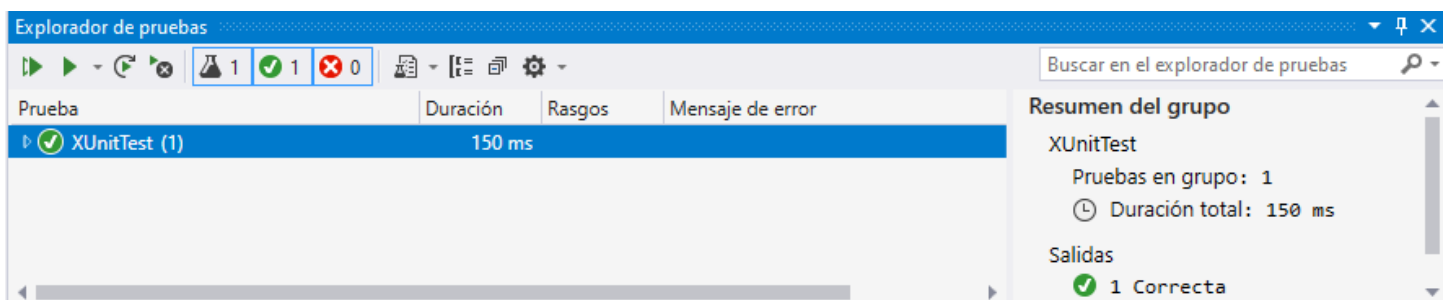 Explorador de pruebas
1 1 0
Buscar en el explorador de pruebas
Prueba Duración Rasgos Mensaje de error
XUnitTest (1) 150 ms
Resumen del grupo
XUnitTest
Pruebas en grupo: 1
Duración total: 150 ms
Salidas
1 Correcta